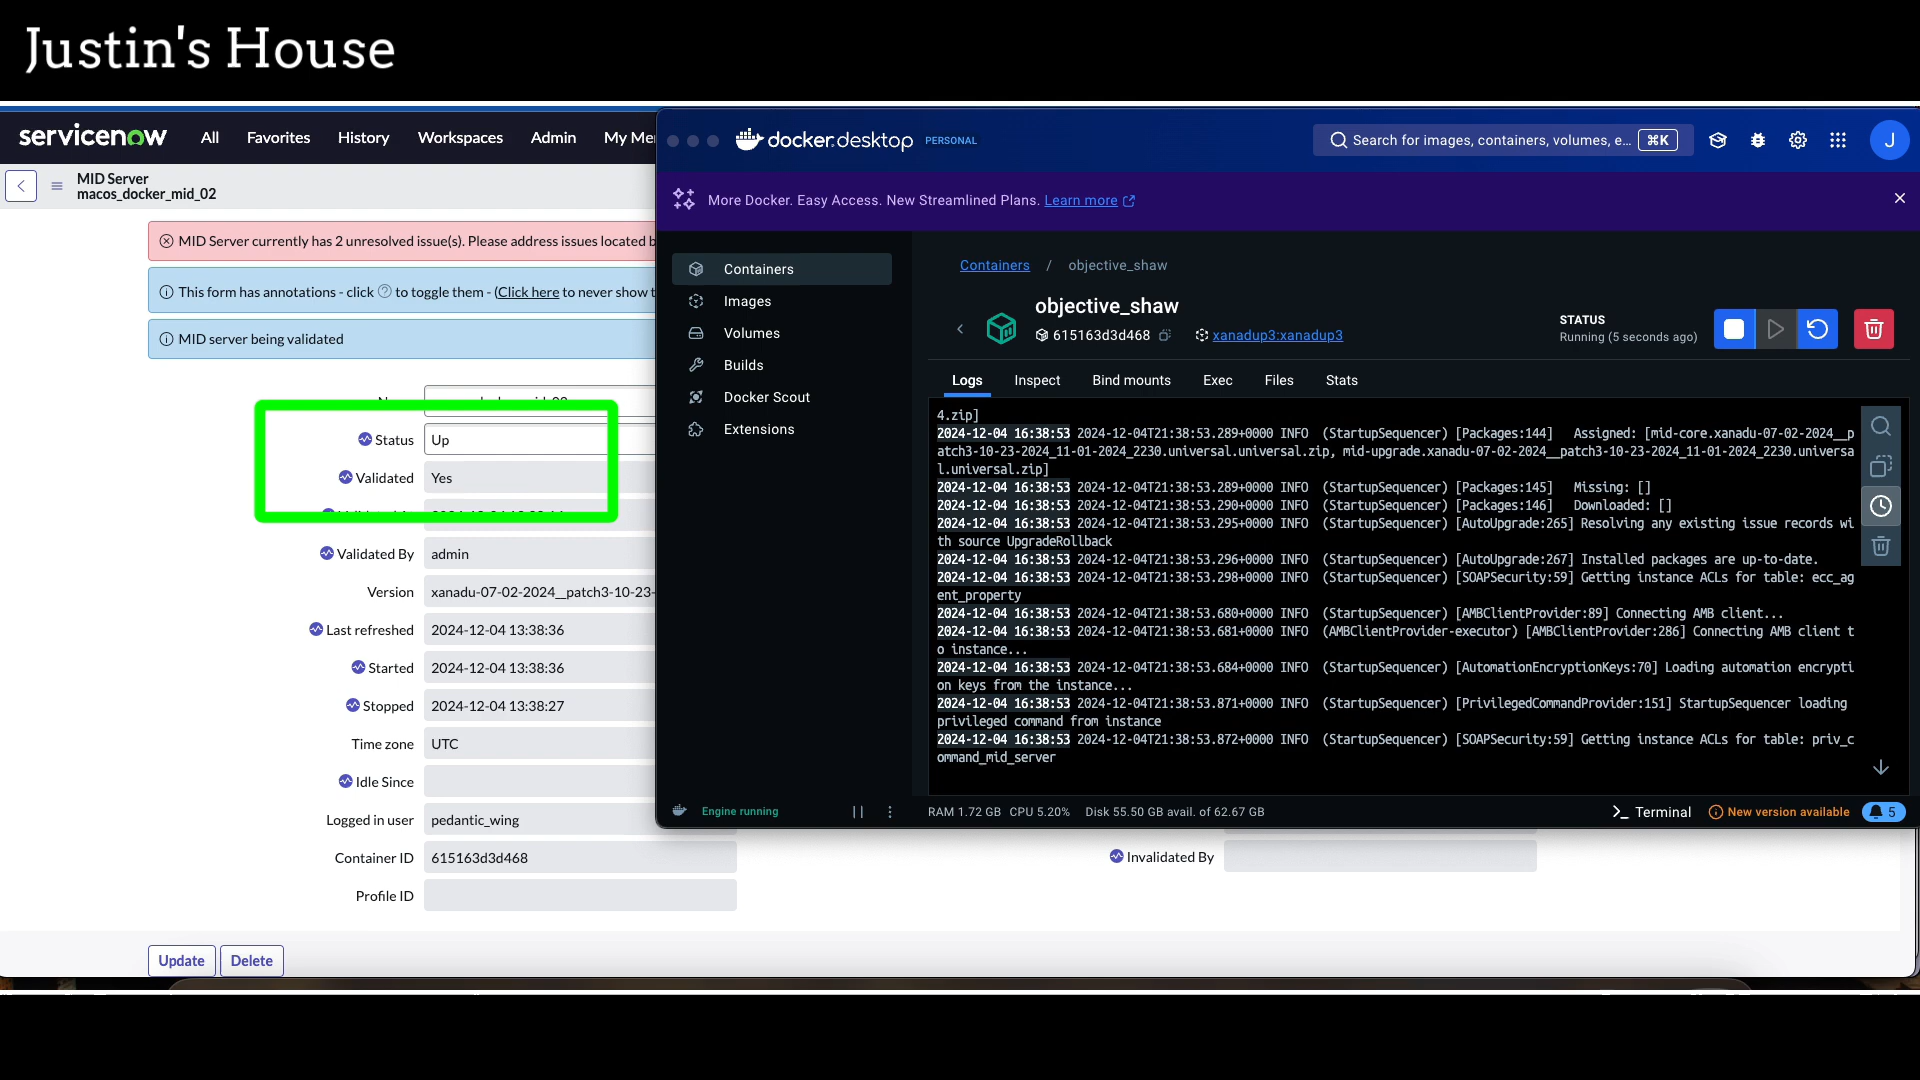 Justin's House
servicenow
All
Favorites
History
Workspaces
Admin
My
MID Server
macos_docker_mid_02
MID Server currently has 2 unresolved issue(s). Please address issues located
This form has annotations - click ? to toggle them - (Click here to never show
MID server being validated
Status
Up
Validated
Yes
Validated By
admin
Version
xanadu-07-02-2024__patch3-10-23-
Last refreshed
2024-12-04 13:38:36
Started
2024-12-04 13:38:36
Stopped
2024-12-04 13:38:27
Time zone
UTC
Idle Since
Logged in user
pedantic_wing
Container ID
615163d3d468
Profile ID
Invalidated By
Update
Delete
docker desktop
PERSONAL
Search for images, containers, volumes, e...
⌘K
J
More Docker. Easy Access. New Streamlined Plans. Learn more
Containers
Images
Volumes
Builds
Docker Scout
Extensions
Containers / objective_shaw
objective_shaw
615163d3d468
xanadup3:xanadup3
STATUS
Running (5 seconds ago)
Logs
Inspect
Bind mounts
Exec
Files
Stats
4.zip]
2024-12-04 16:38:53 2024-12-04T21:38:53.289+0000 INFO (StartupSequencer) [Packages:144] Assigned: [mid-core.xanadu-07-02-2024__p
atch3-10-23-2024_11-01-2024_2230.universal.universal.zip, mid-upgrade.xanadu-07-02-2024__patch3-10-23-2024_11-01-2024_2230.universa
l.universal.zip]
2024-12-04 16:38:53 2024-12-04T21:38:53.289+0000 INFO (StartupSequencer) [Packages:145] Missing: []
2024-12-04 16:38:53 2024-12-04T21:38:53.290+0000 INFO (StartupSequencer) [Packages:146] Downloaded: []
2024-12-04 16:38:53 2024-12-04T21:38:53.295+0000 INFO (StartupSequencer) [AutoUpgrade:265] Resolving any existing issue records wi
th source UpgradeRollback
2024-12-04 16:38:53 2024-12-04T21:38:53.296+0000 INFO (StartupSequencer) [AutoUpgrade:267] Installed packages are up-to-date.
2024-12-04 16:38:53 2024-12-04T21:38:53.298+0000 INFO (StartupSequencer) [SOAPSecurity:59] Getting instance ACLs for table: ecc_ag
ent_property
2024-12-04 16:38:53 2024-12-04T21:38:53.680+0000 INFO (StartupSequencer) [AMBClientProvider:89] Connecting AMB client...
2024-12-04 16:38:53 2024-12-04T21:38:53.681+0000 INFO (AMBClientProvider-executor) [AMBClientProvider:286] Connecting AMB client t
o instance...
2024-12-04 16:38:53 2024-12-04T21:38:53.684+0000 INFO (StartupSequencer) [AutomationEncryptionKeys:70] Loading automation encrypti
on keys from the instance...
2024-12-04 16:38:53 2024-12-04T21:38:53.871+0000 INFO (StartupSequencer) [PrivilegedCommandProvider:151] StartupSequencer loading
privileged command from instance
2024-12-04 16:38:53 2024-12-04T21:38:53.872+0000 INFO (StartupSequencer) [SOAPSecurity:59] Getting instance ACLs for table: priv_c
ommand_mid_server
Engine running
RAM 1.72 GB CPU 5.20% Disk 55.50 GB avail. of 62.67 GB
Terminal
New version available
5